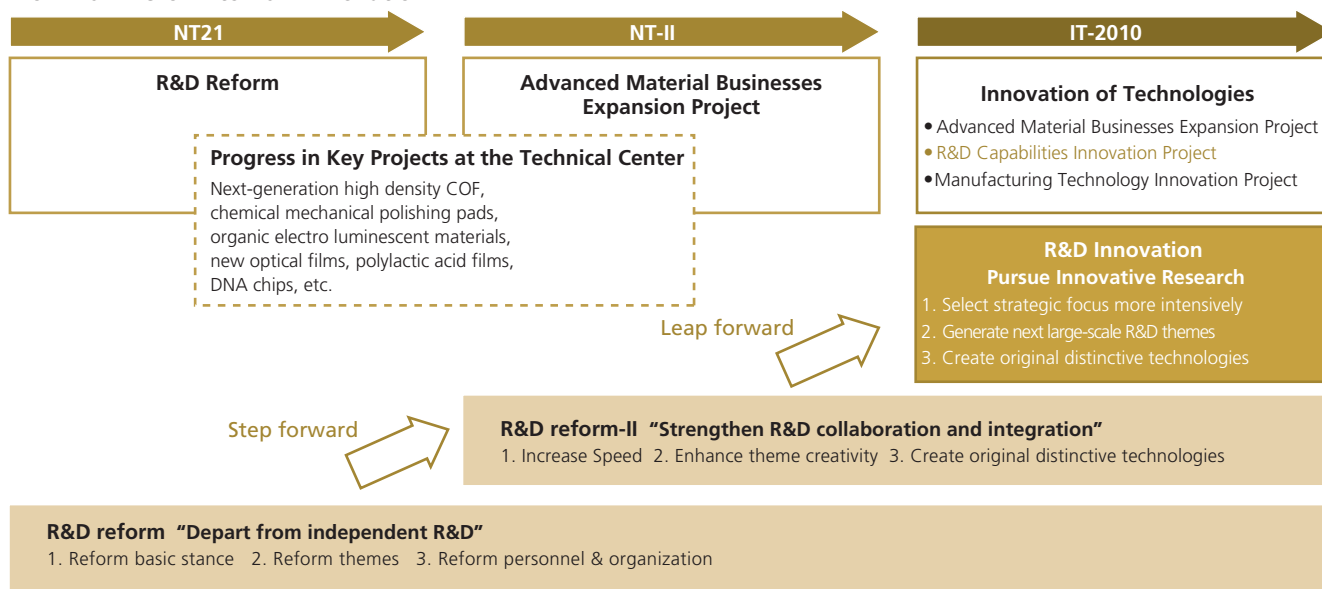 NT21
NT-II
IT-2010
R&D Reform
Advanced Material Businesses
Expansion Project
Innovation of Technologies
• Advanced Material Businesses Expansion Project
• R&D Capabilities Innovation Project
• Manufacturing Technology Innovation Project
Progress in Key Projects at the Technical Center
Next-generation high density COF,
chemical mechanical polishing pads,
organic electro luminescent materials,
new optical films, polylactic acid films,
DNA chips, etc.
R&D Innovation
Pursue Innovative Research
1. Select strategic focus more intensively
2. Generate next large-scale R&D themes
3. Create original distinctive technologies
Leap forward
Step forward
R&D reform-II "Strengthen R&D collaboration and integration"
1. Increase Speed 2. Enhance theme creativity 3. Create original distinctive technologies
R&D reform "Depart from independent R&D"
1. Reform basic stance 2. Reform themes 3. Reform personnel & organization